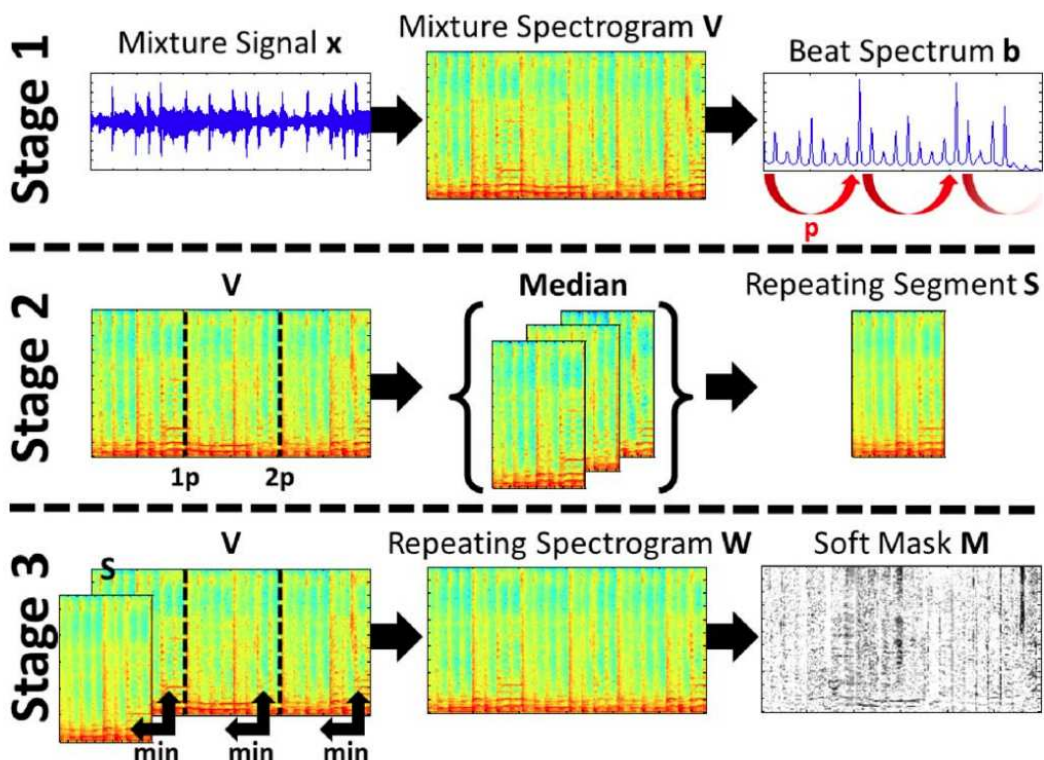 Stage 1
Mixture Signal x
Mixture Spectrogram V
Beat Spectrum b
p
Stage 2
V
Median
Repeating Segment S
1p
2p
Stage 3
V
Repeating Spectrogram W
Soft Mask M
S
min
min
min